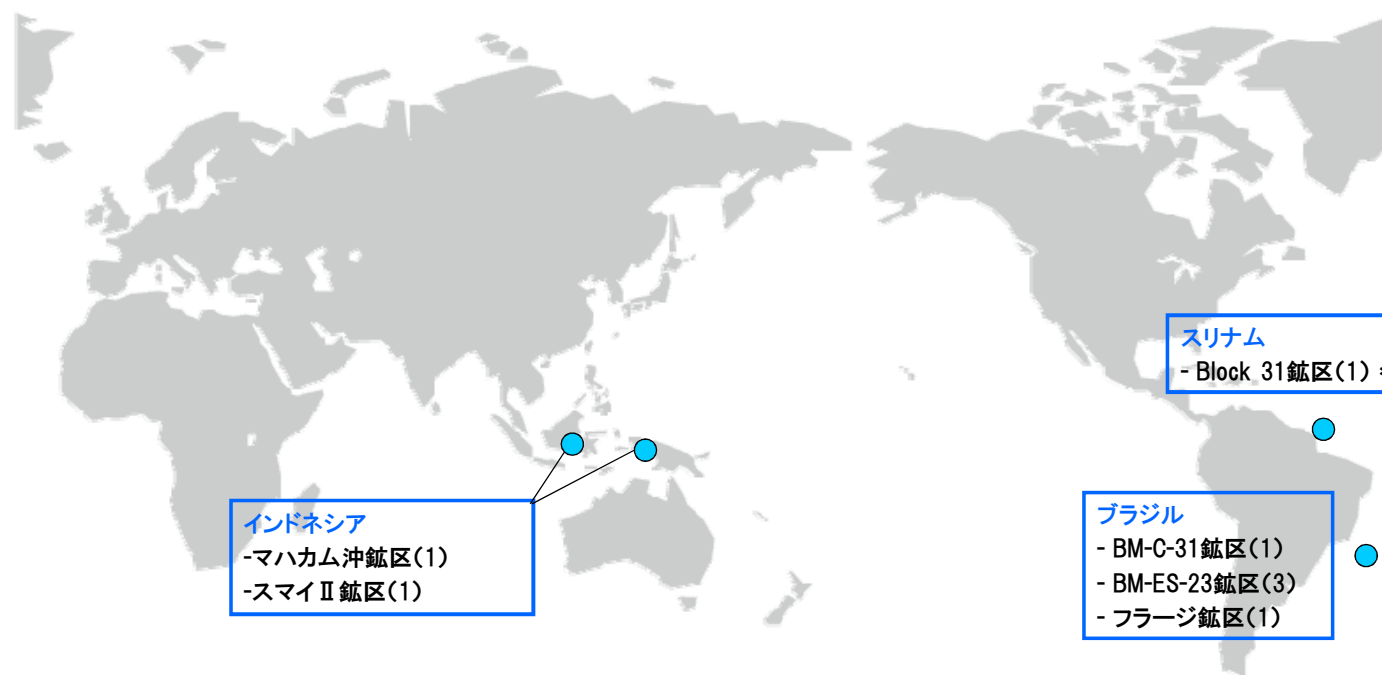 スリナム
- Block 31鉱区(1)
インドネシア
-マハカム沖鉱区(1)
-スマイⅡ鉱区(1)
ブラジル
- BM-C-31鉱区(1)
- BM-ES-23鉱区(3)
- フラージ鉱区(1)